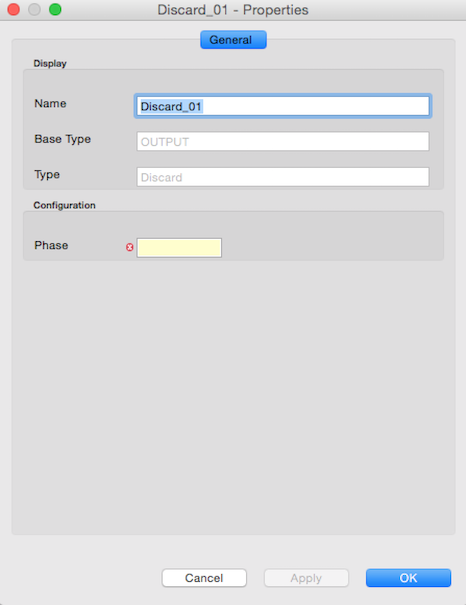 Discard_01 - Properties
General
Display
Name Discard_01
Base Type OUTPUT
Type Discard
Configuration
Phase
Cancel Apply OK